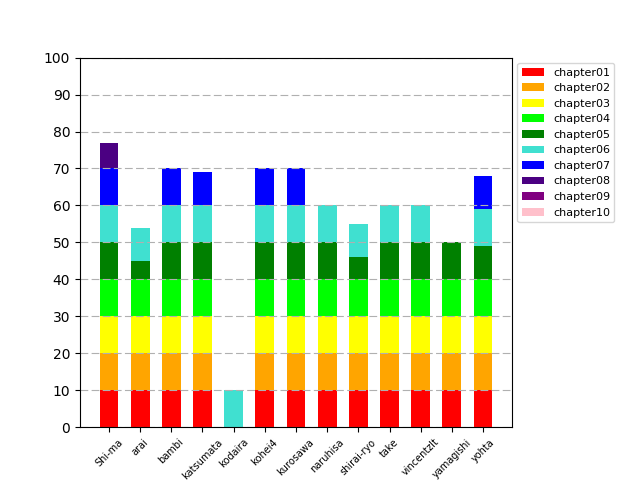 100
90
80
70
60
50
40
30
20
10
0
Shi-ma
arai
bambi
katsumata
kodaira
kohei4
kurosawa
naruhisa
shirai-ryo
take
vincentzlt
yamagishi
yohta
chapter01
chapter02
chapter03
chapter04
chapter05
chapter06
chapter07
chapter08
chapter09
chapter10